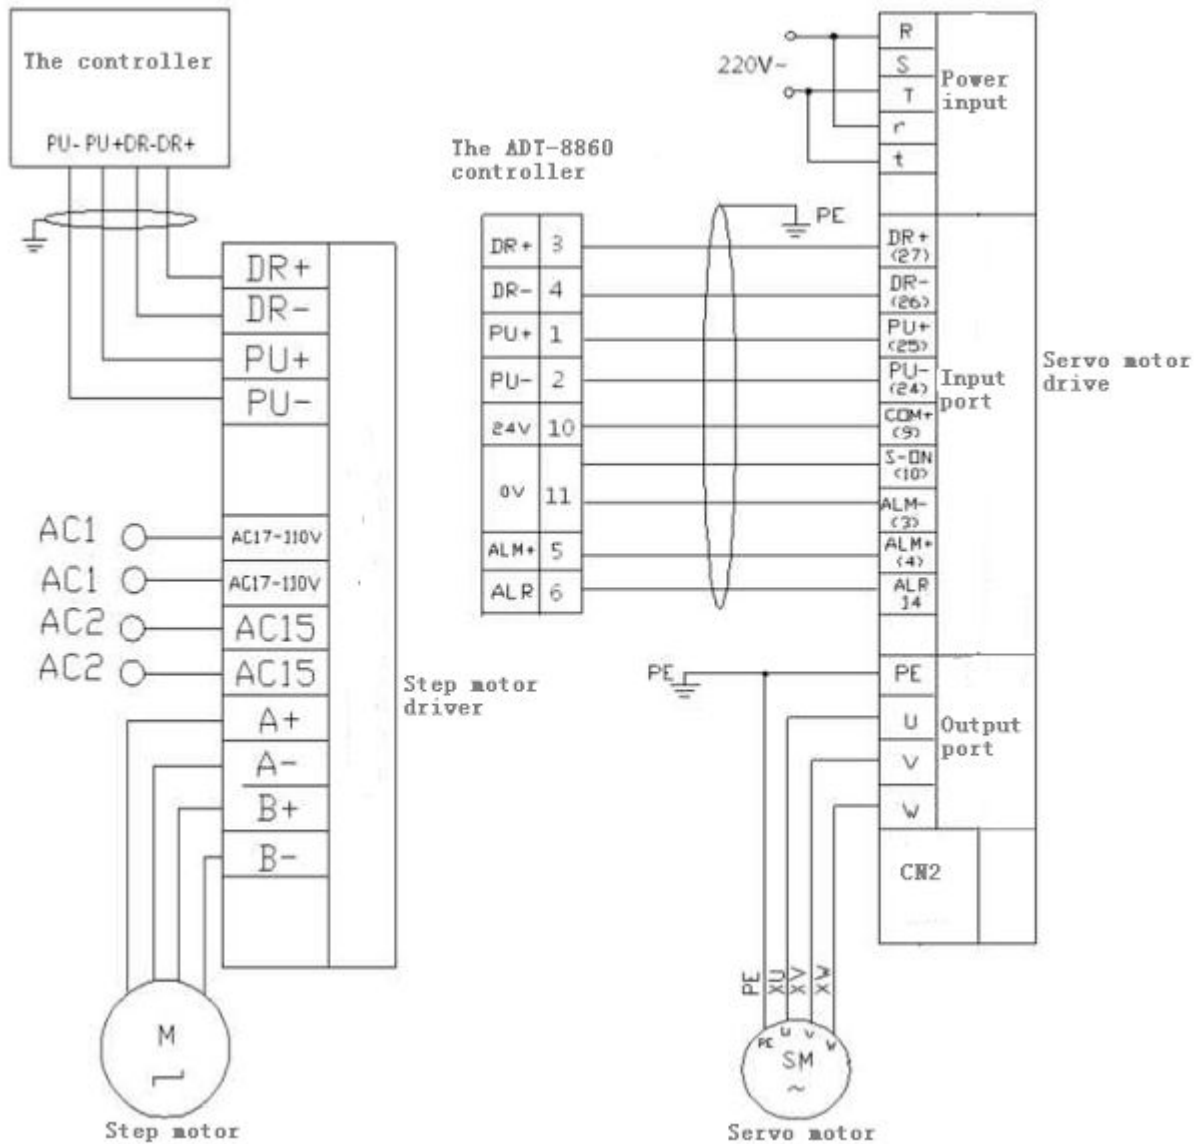 The controller
PU- PU+DR-DR+
DR+
DR-
PU+
PU-
AC1
AC17-110V
AC1
AC17-110V
AC2
AC15
AC2
AC15
A+
A-
B+
B-
Step motor
driver
M
Step motor
The ADT-8860
controller
DR+ 3
DR- 4
PU+ 1
PU- 2
24V 10
0V 11
ALM+ 5
ALR 6
220V~
PE
R
S
T
r
t
Power
input
DR+
(27)
DR-
(26)
PU+
(25)
PU-
(24)
COM+
(9)
S-ON
(10)
ALM-
(3)
ALM+
(4)
ALR
14
Input
port
Servo motor
drive
PE
PE
U
V
W
Output
port
CN2
PE
XU
XV
XW
PE
U
V
W
SM
~
Servo motor